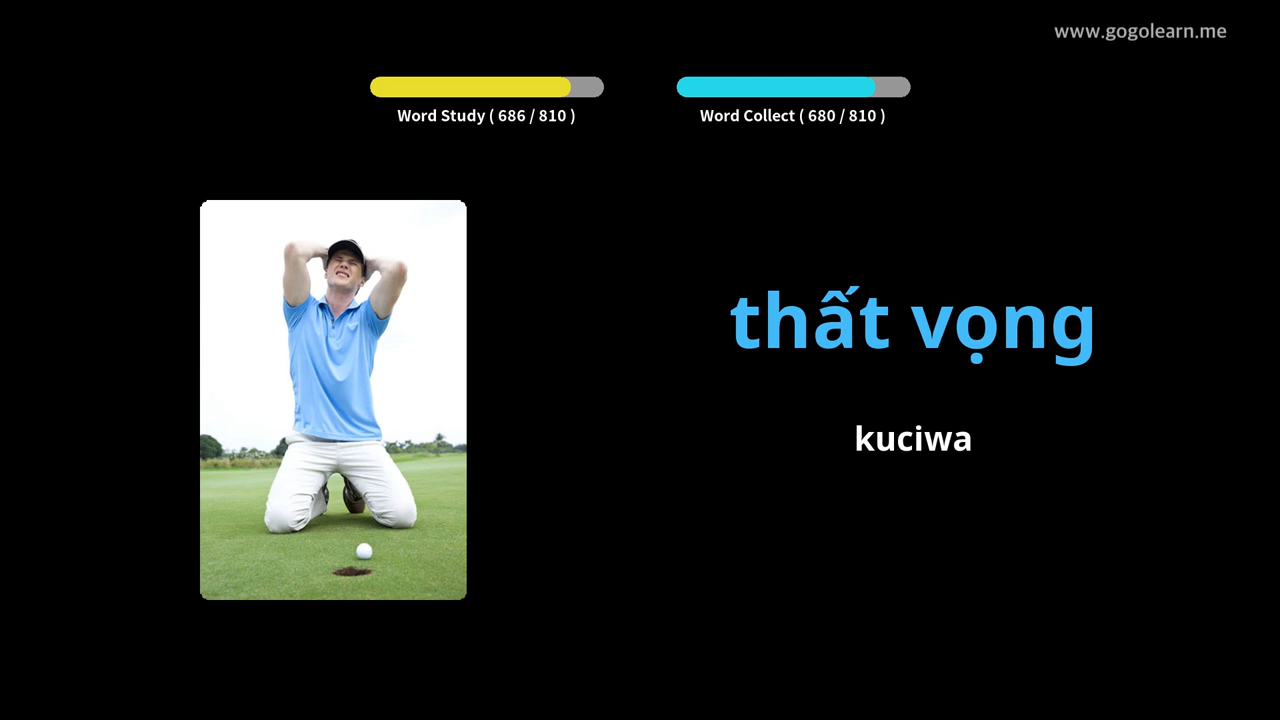 www.gogolearn.me
Word Study ( 686 / 810 )
Word Collect ( 680 / 810 )
thất vọng
kuciwa